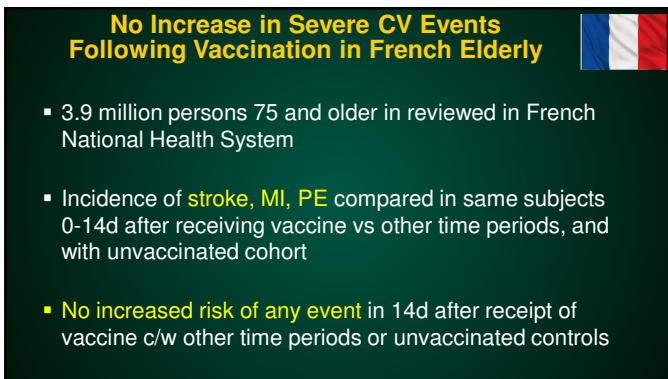 No Increase in Severe CV Events
Following Vaccination in French Elderly
▪ 3.9 million persons 75 and older in reviewed in French
National Health System
▪ Incidence of stroke, MI, PE compared in same subjects
0-14d after receiving vaccine vs other time periods, and
with unvaccinated cohort
▪ No increased risk of any event in 14d after receipt of
vaccine c/w other time periods or unvaccinated controls